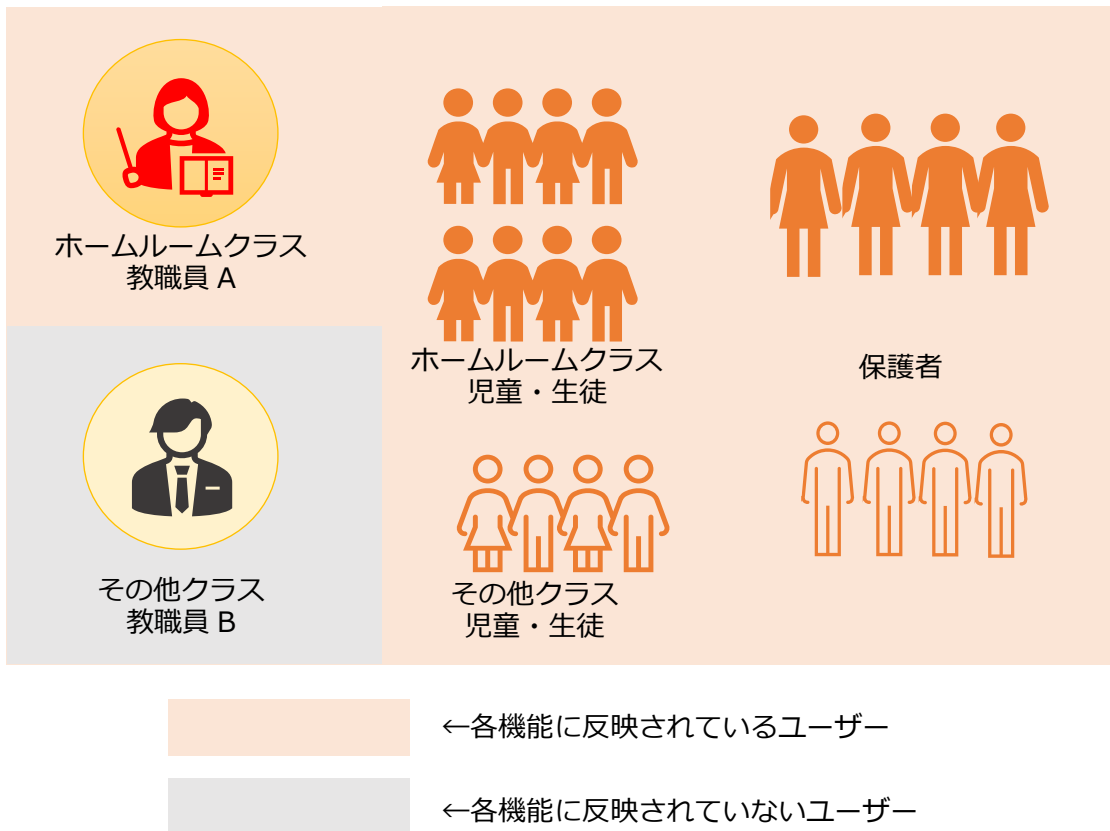 ホームルームクラス
教職員 A
ホームルームクラス
児童・生徒
保護者
その他クラス
教職員 B
その他クラス
児童・生徒
←各機能に反映されているユーザー
←各機能に反映されていないユーザー